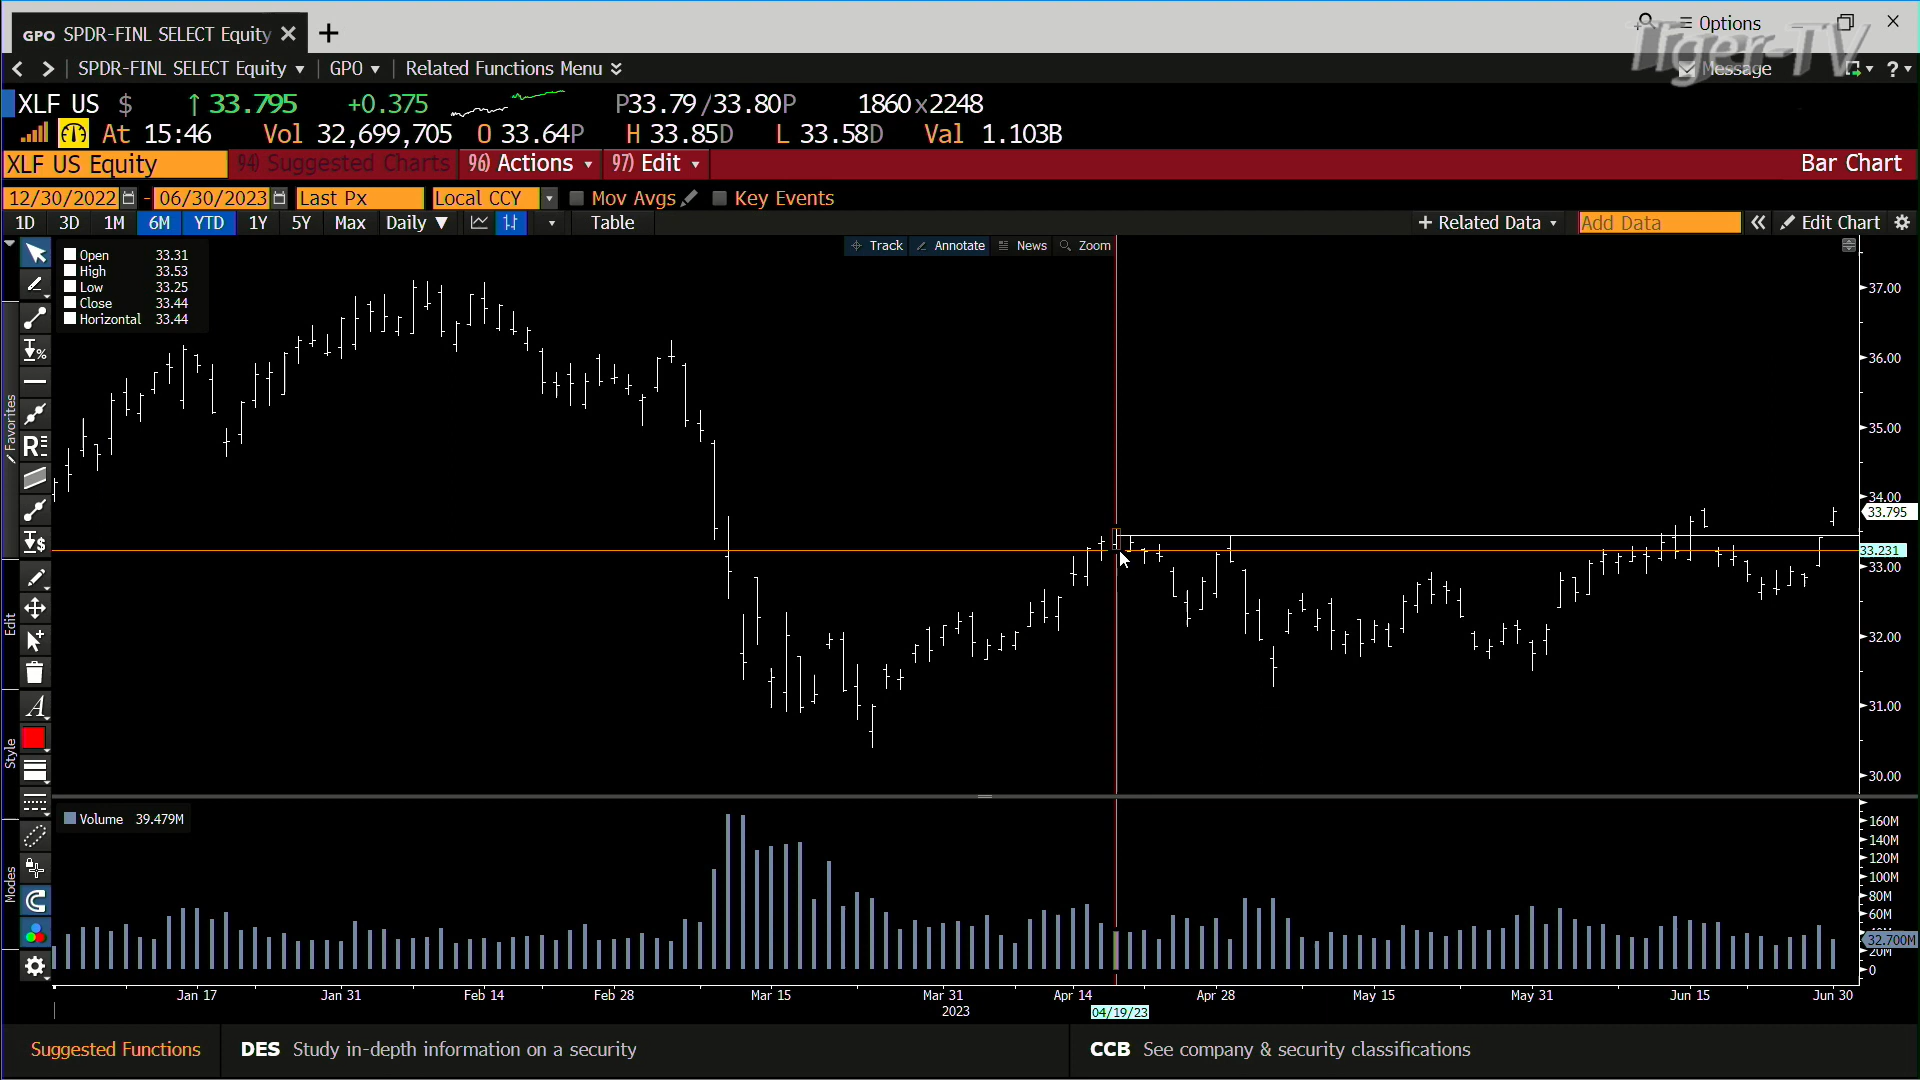 GPO SPDR-FINL SELECT Equity
Options
Tiger-TV
SPDR-FINL SELECT Equity
GPO
Related Functions Menu
Message
?
XLF US $ ↑ 33.795 +0.375 P33.79/33.80P 1860x2248
At 15:46 Vol 32,699,705 O 33.64P H 33.85D L 33.58D Val 1.103B
XLF US Equity
94) Suggested Charts
96) Actions
97) Edit
Bar Chart
12/30/2022 - 06/30/2023
Last Px
Local CCY
Mov Avgs
Key Events
1D 3D 1M 6M YTD 1Y 5Y Max Daily ▼
Table
+ Related Data
Add Data
«
Edit Chart
Track
Annotate
News
Zoom
Open 33.31
High 33.53
Low 33.25
Close 33.44
Horizontal 33.44
Favorites
Edit
Style
Modes
37.00
36.00
35.00
34.00
33.795
33.231
33.00
32.00
31.00
30.00
Volume 39.479M
160M
140M
120M
100M
80M
60M
32.700M
20M
0
Jan 17
Jan 31
Feb 14
Feb 28
Mar 15
Mar 31
Apr 14
Apr 28
May 15
May 31
Jun 15
Jun 30
2023
04/19/23
Suggested Functions
DES Study in-depth information on a security
CCB See company & security classifications